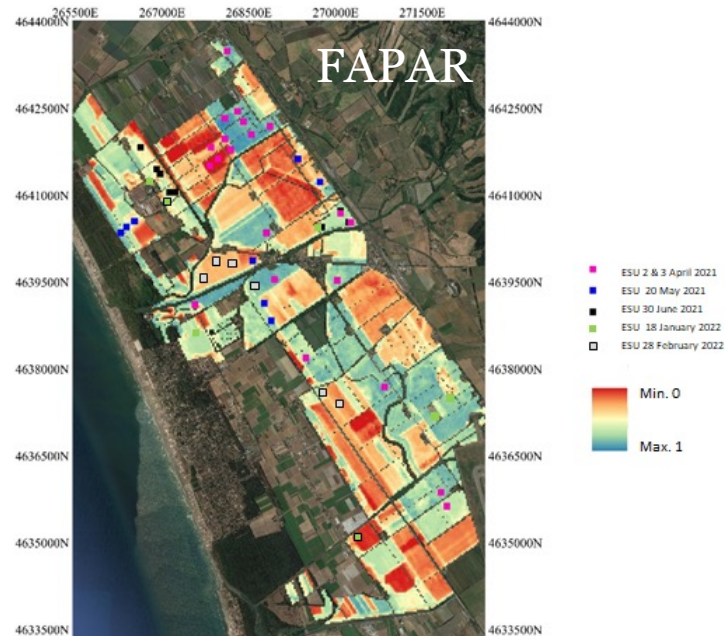 265500E 267000E 268500E 270000E 271500E
4644000N 4644000N
FAPAR
4642500N 4642500N
4641000N 4641000N
4639500N 4639500N
ESU 2 & 3 April 2021
ESU 20 May 2021
ESU 30 June 2021
ESU 18 January 2022
ESU 28 February 2022
4638000N 4638000N
Min. 0
Max. 1
4636500N 4636500N
4635000N 4635000N
4633500N 4633500N